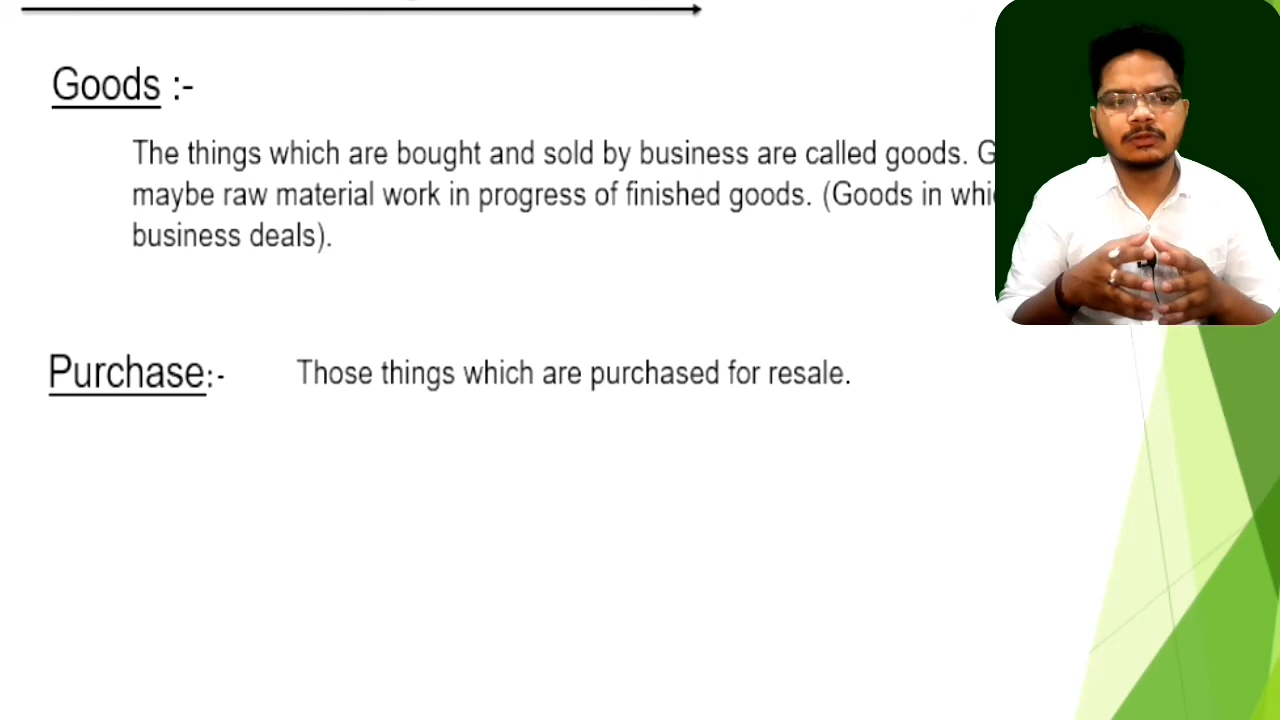 Goods :-
The things which are bought and sold by business are called goods.
maybe raw material work in progress of finished goods. (Goods in
business deals).
Purchase:- Those things which are purchased for resale.